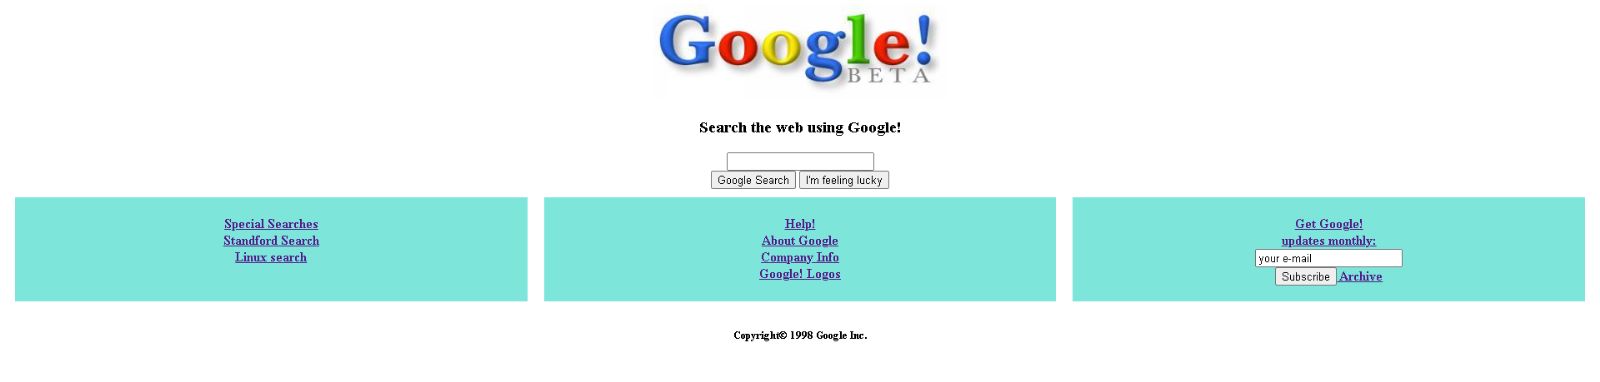 Google!
BETA
Search the web using Google!
Google Search I'm feeling lucky
Special Searches
Standford Search
Linux search
Help!
About Google
Company Info
Google! Logos
Get Google!
updates monthly:
your e-mail
Subscribe Archive
Copyright© 1998 Google Inc.